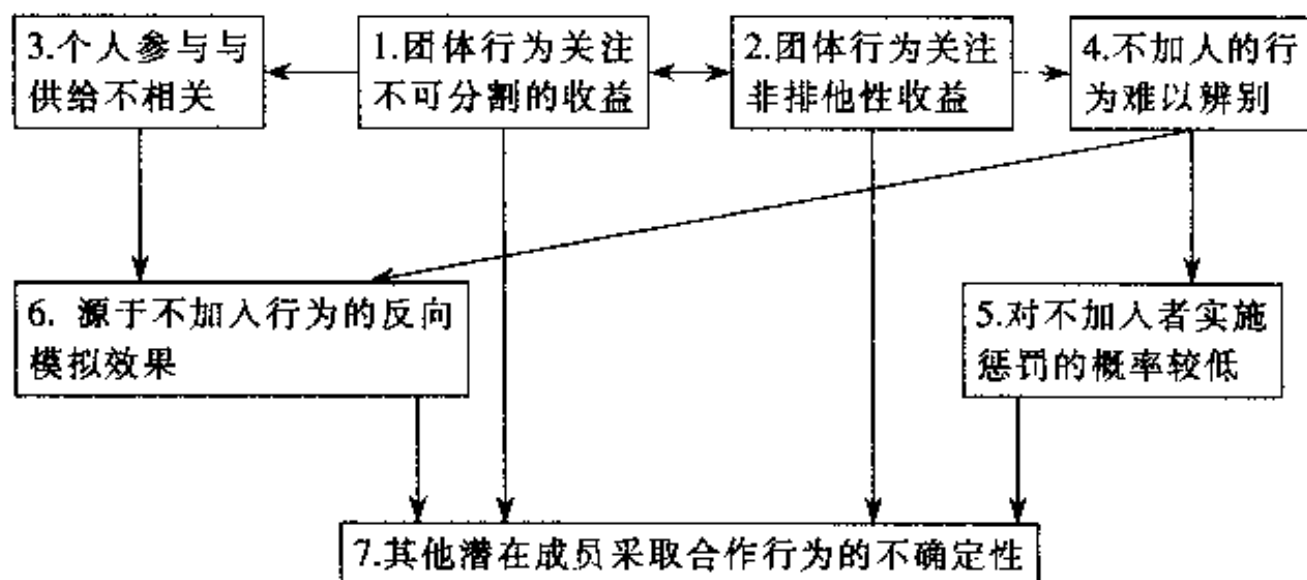 3.个人参与与
供给不相关
1.团体行为关注
不可分割的收益
2.团体行为关注
非排他性收益
4.不加人的行
为难以辨别
6. 源于不加入行为的反向
模拟效果
5.对不加入者实施
惩罚的概率较低
7.其他潜在成员采取合作行为的不确定性